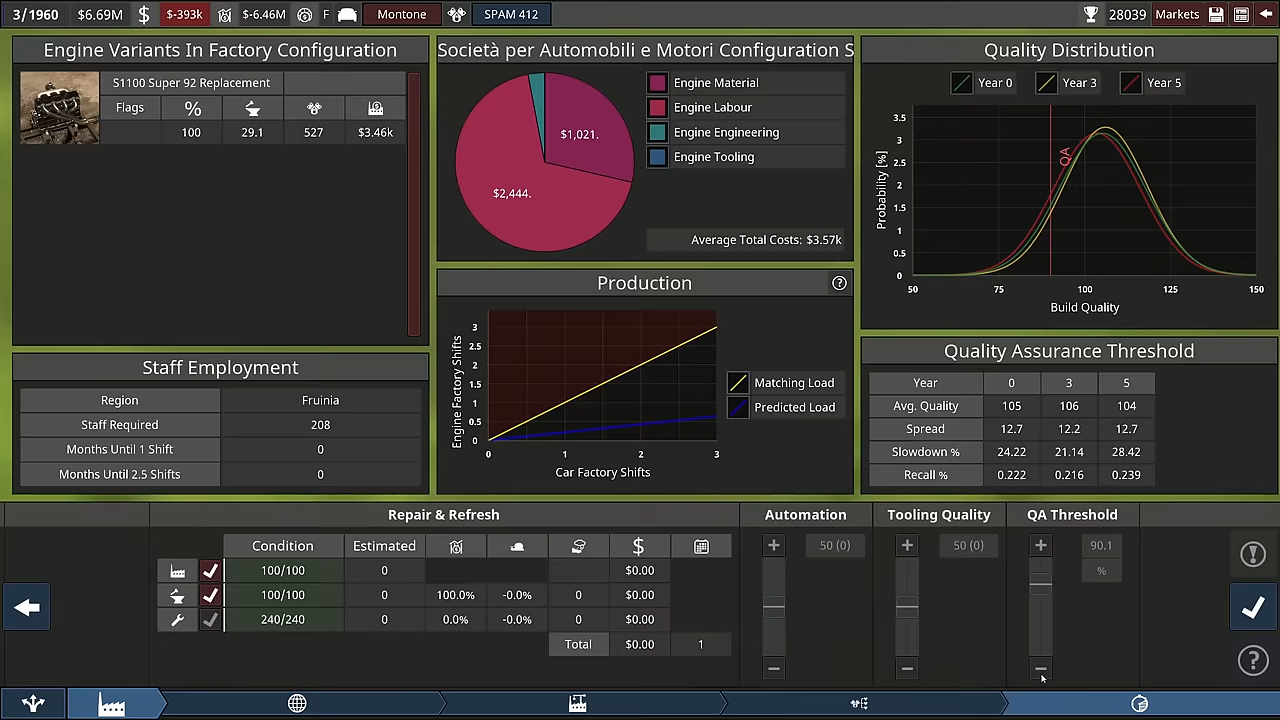 3/1960 $6.69M $-393k $-6.46M F Montone SPAM 412 28039 Markets
Engine Variants In Factory Configuration
S1100 Super 92 Replacement
Flags %
100 29.1 527 $3.46k
Società per Automobili e Motori Configuration S
$1,021.
$2,444.
Engine Material
Engine Labour
Engine Engineering
Engine Tooling
Average Total Costs: $3.57k
Quality Distribution
Year 0 Year 3 Year 5
Probability [%]
3.5
3
2.5
2
1.5
1
0.5
0
QA
50 75 100 125 150
Build Quality
Staff Employment
Region Fruinia
Staff Required 208
Months Until 1 Shift 0
Months Until 2.5 Shifts 0
Production
?
Engine Factory Shifts
3
2.5
2
1.5
1
0.5
0
0 1 2 3
Car Factory Shifts
Matching Load
Predicted Load
Quality Assurance Threshold
Year 0 3 5
Avg. Quality 105 106 104
Spread 12.7 12.2 12.7
Slowdown % 24.22 21.14 28.42
Recall % 0.222 0.216 0.239
Repair & Refresh
Condition Estimated $
100/100 0 $0.00
100/100 0 100.0% -0.0% 0 $0.00
240/240 0 0.0% -0.0% 0 $0.00
Total $0.00 1
Automation
+ 50 (0)
−
Tooling Quality
+ 50 (0)
−
QA Threshold
+ 90.1
%
−
!
?